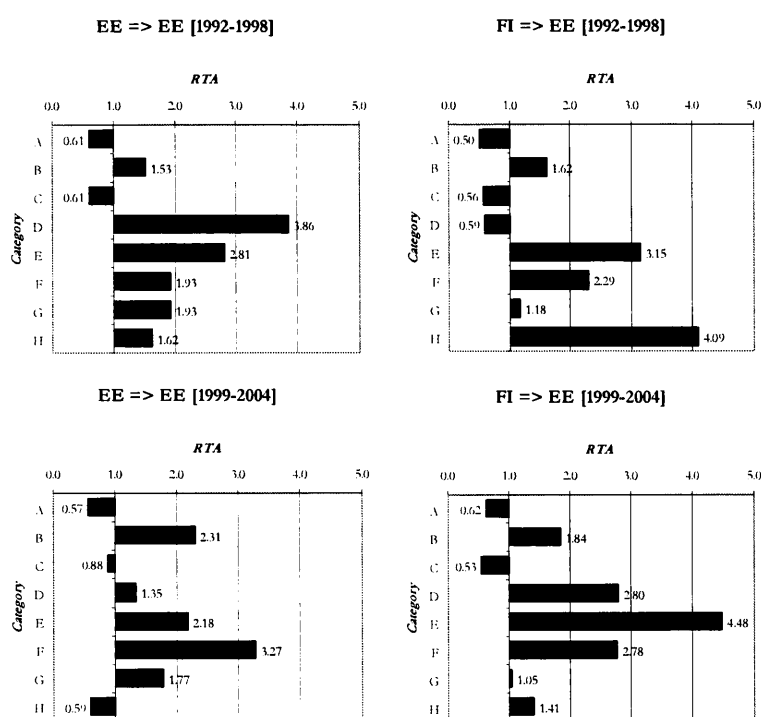 EE => EE [1992-1998]
RTA
0.0 1.0 2.0 3.0 4.0 5.0
Category
A 0.61
B 1.53
C 0.61
D 3.86
E 2.81
F 1.93
G 1.93
H 1.62
FI => EE [1992-1998]
RTA
0.0 1.0 2.0 3.0 4.0 5.0
Category
A 0.50
B 1.62
C 0.56
D 0.59
E 3.15
F 2.29
G 1.18
H 4.09
EE => EE [1999-2004]
RTA
0.0 1.0 2.0 3.0 4.0 5.0
Category
A 0.57
B 2.31
C 0.88
D 1.35
E 2.18
F 3.27
G 1.77
H 0.59
FI => EE [1999-2004]
RTA
0.0 1.0 2.0 3.0 4.0 5.0
Category
A 0.62
B 1.84
C 0.53
D 2.80
E 4.48
F 2.78
G 1.05
H 1.41